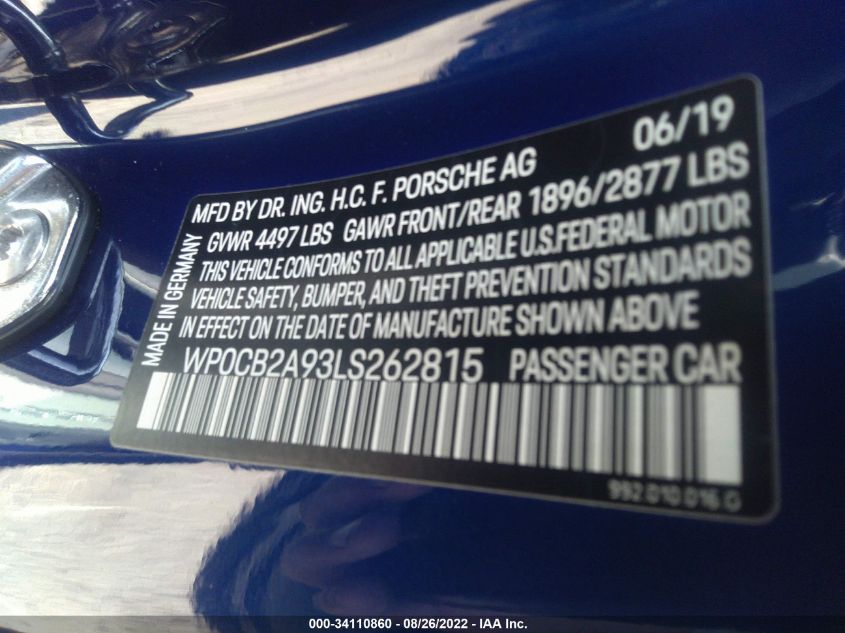 06/19
MFD BY DR. ING. H.C. F. PORSCHE AG
GVWR 4497 LBS GAWR FRONT/REAR 1896/2877 LBS
THIS VEHICLE CONFORMS TO ALL APPLICABLE U.S.FEDERAL MOTOR
VEHICLE SAFETY, BUMPER, AND THEFT PREVENTION STANDARDS
IN EFFECT ON THE DATE OF MANUFACTURE SHOWN ABOVE
MADE IN GERMANY
WP0CB2A93LS262815 PASSENGER CAR
992.010.016.G
000-34110860 - 08/26/2022 - IAA Inc.